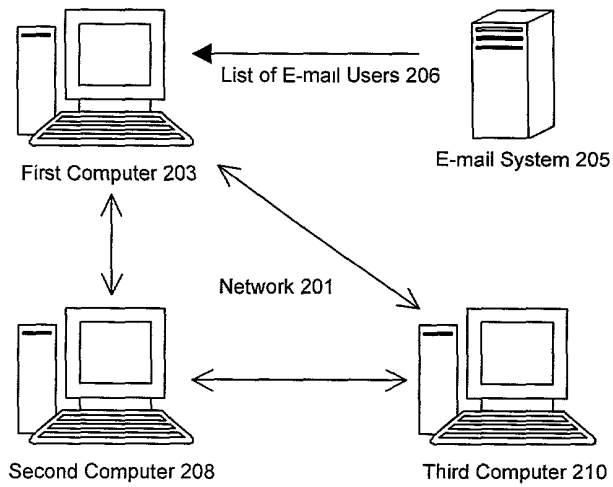 List of E-mail Users 206
E-mail System 205
First Computer 203
Network 201
Second Computer 208
Third Computer 210